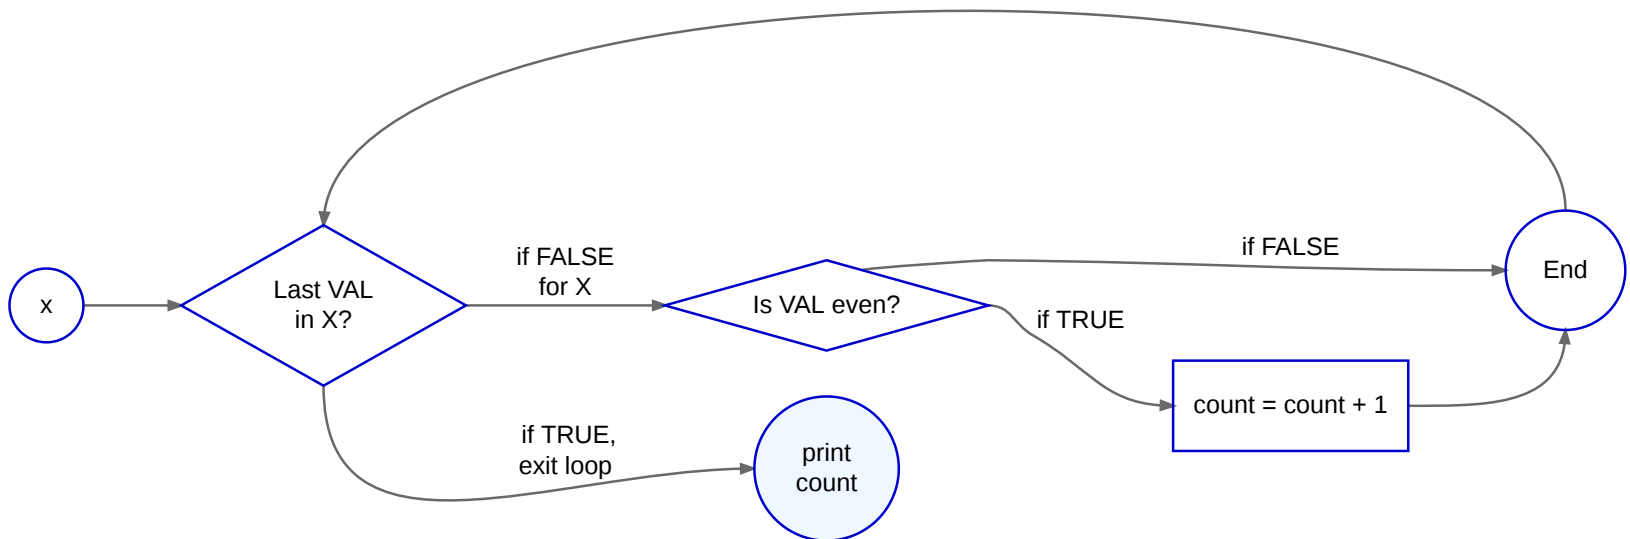 x
Last VAL
in X?
if FALSE
for X
Is VAL even?
if FALSE
if TRUE
End
count = count + 1
if TRUE,
exit loop
print
count